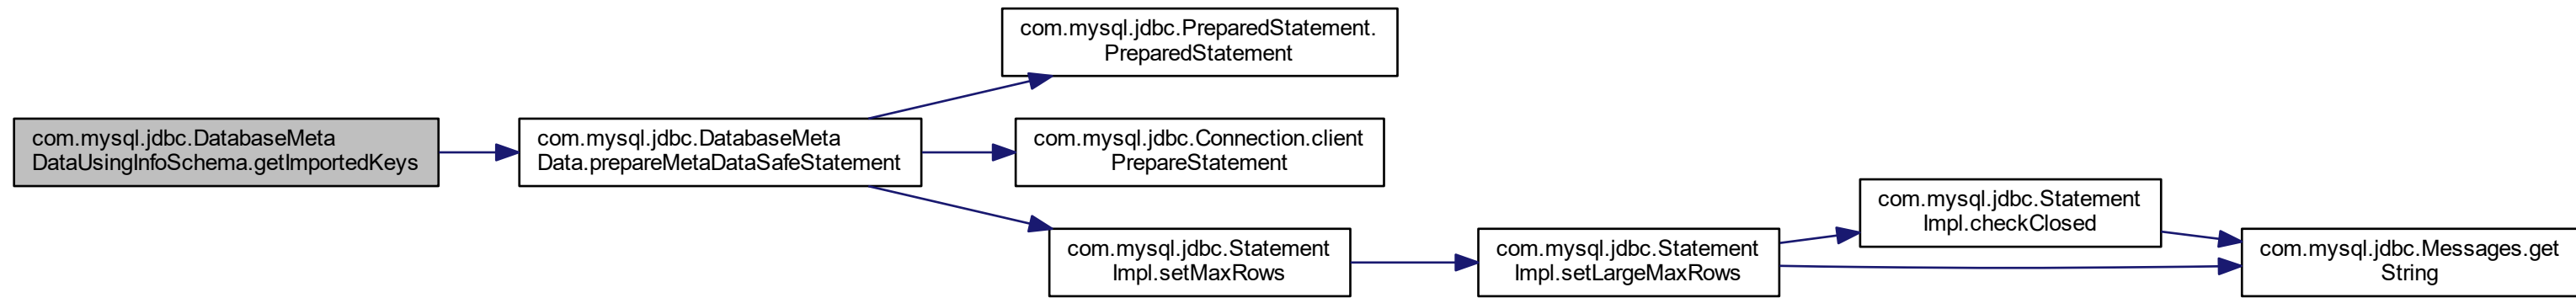 com.mysql.jdbc.DatabaseMeta
DataUsingInfoSchema.getImportedKeys
com.mysql.jdbc.DatabaseMeta
Data.prepareMetaDataSafeStatement
com.mysql.jdbc.PreparedStatement.
PreparedStatement
com.mysql.jdbc.Connection.client
PrepareStatement
com.mysql.jdbc.Statement
Impl.setMaxRows
com.mysql.jdbc.Statement
Impl.setLargeMaxRows
com.mysql.jdbc.Statement
Impl.checkClosed
com.mysql.jdbc.Messages.get
String